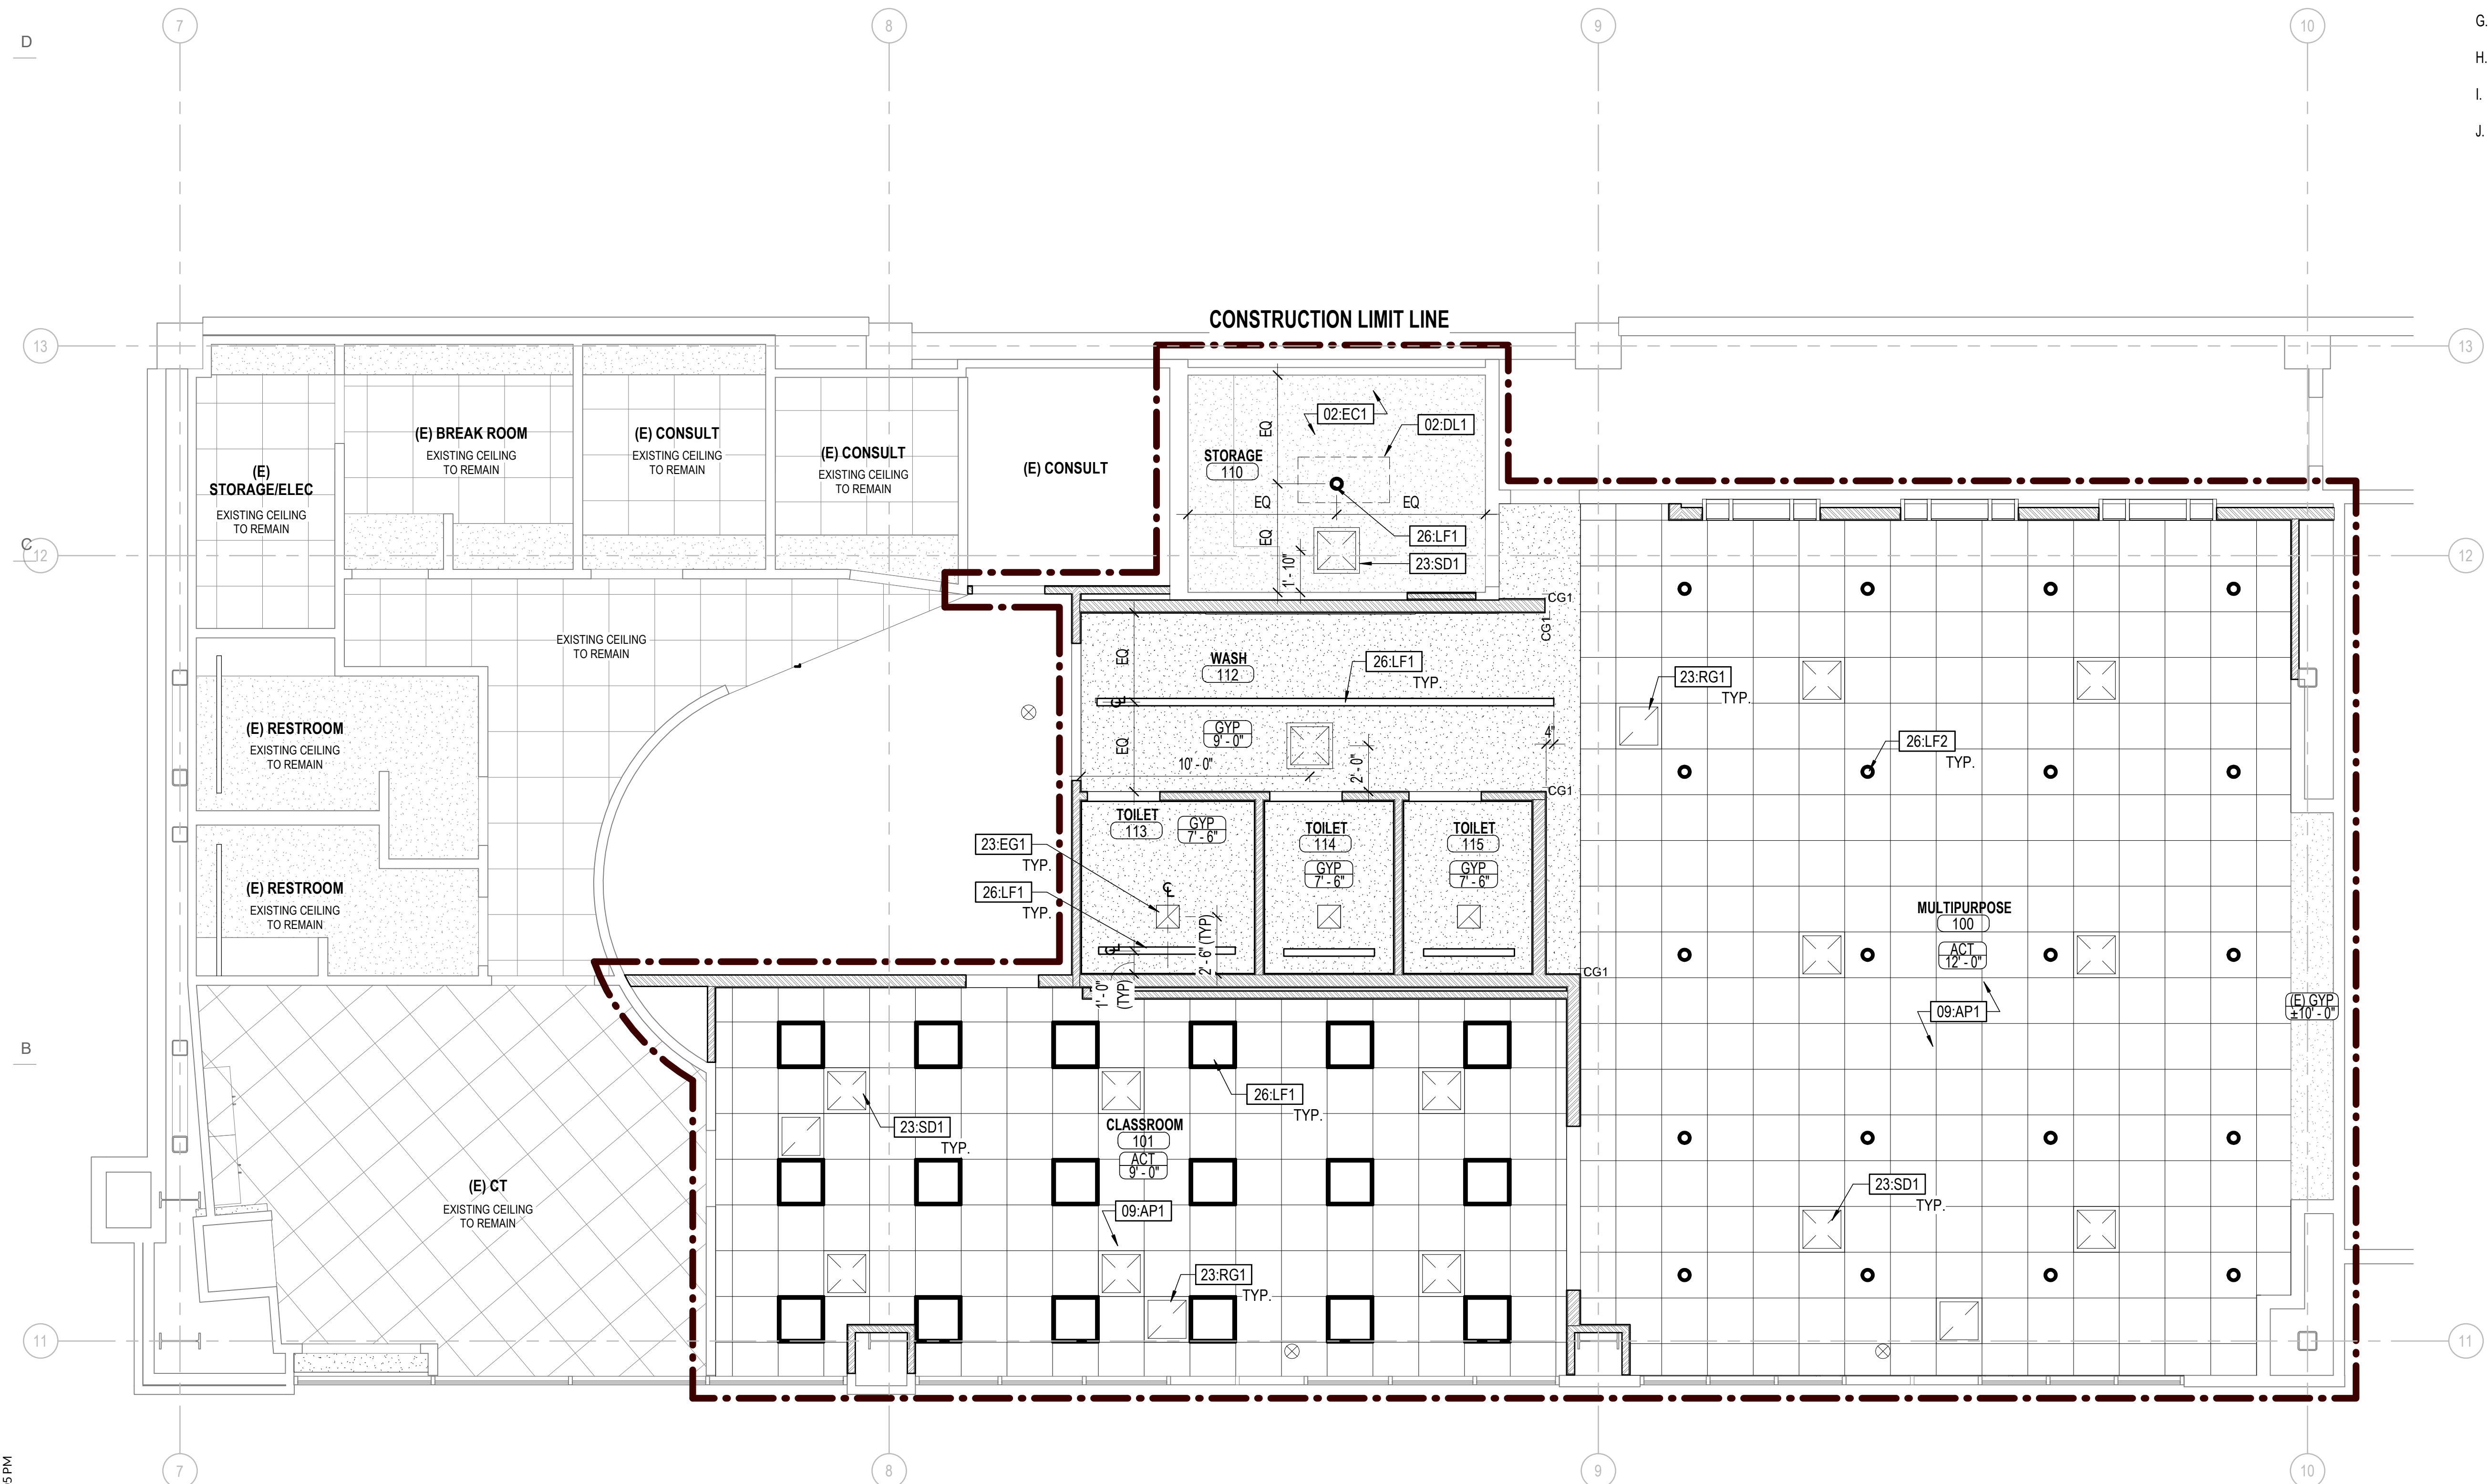 7
8
9
10
D
G.
H.
I.
J.
CONSTRUCTION LIMIT LINE
13
13
(E)
STORAGE/ELEC
EXISTING CEILING
TO REMAIN
(E) BREAK ROOM
EXISTING CEILING
TO REMAIN
(E) CONSULT
EXISTING CEILING
TO REMAIN
(E) CONSULT
EXISTING CEILING
TO REMAIN
(E) CONSULT
STORAGE
110
02:EC1
02:DL1
EQ
EQ
EQ
EQ
26:LF1
23:SD1
1' - 10"
C
12
12
CG1
CG1
EXISTING CEILING
TO REMAIN
WASH
112
26:LF1
TYP.
EQ
CL
GYP
9' - 0"
EQ
10' - 0"
2' - 0"
4"
CG1
23:RG1
TYP.
26:LF2
TYP.
(E) RESTROOM
EXISTING CEILING
TO REMAIN
(E) RESTROOM
EXISTING CEILING
TO REMAIN
TOILET
113
GYP
7' - 6"
TOILET
114
GYP
7' - 6"
TOILET
115
GYP
7' - 6"
23:EG1
TYP.
26:LF1
TYP.
CL
CL
2' - 6" (TYP)
1' - 0"
(TYP)
CG1
MULTIPURPOSE
100
ACT
12' - 0"
09:AP1
(E) GYP
±10' - 0"
B
26:LF1
TYP.
23:SD1
TYP.
CLASSROOM
101
ACT
9' - 0"
09:AP1
23:RG1
TYP.
23:SD1
TYP.
(E) CT
EXISTING CEILING
TO REMAIN
11
11
5 PM
7
8
9
10